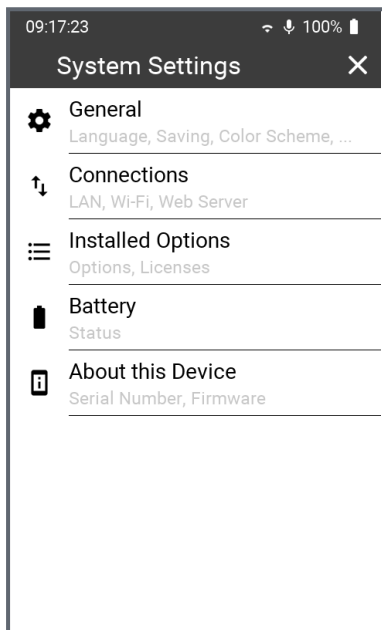 09:17:23 100%
System Settings
General
Language, Saving, Color Scheme, ...
Connections
LAN, Wi-Fi, Web Server
Installed Options
Options, Licenses
Battery
Status
About this Device
Serial Number, Firmware